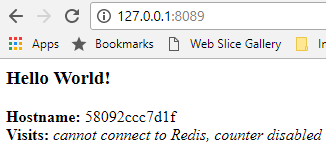 127.0.0.1:8089
Apps Bookmarks Web Slice Gallery
Hello World!
Hostname: 58092ccc7d1f
Visits: cannot connect to Redis, counter disabled